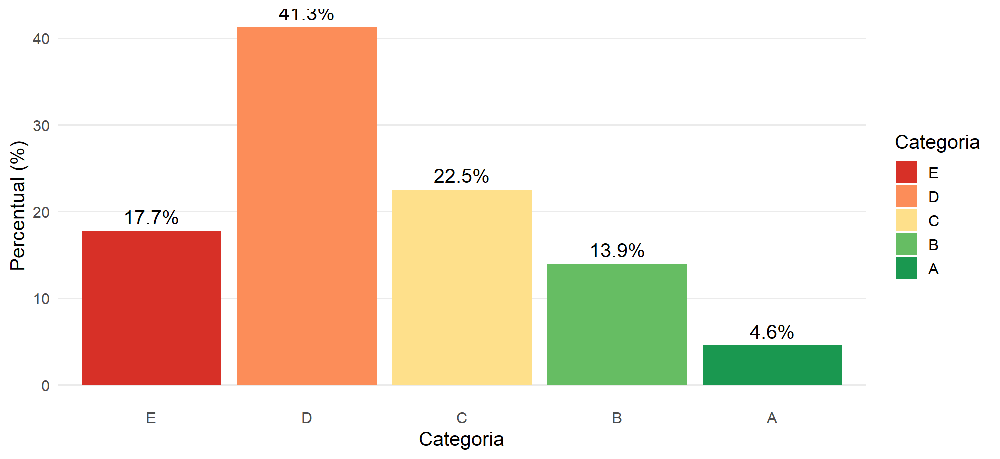 41.3%
40
30
22.5%
17.7%
20
13.9%
10
4.6%
0
Percentual (%)
E
D
C
B
A
Categoria
Categoria
E
D
C
B
A